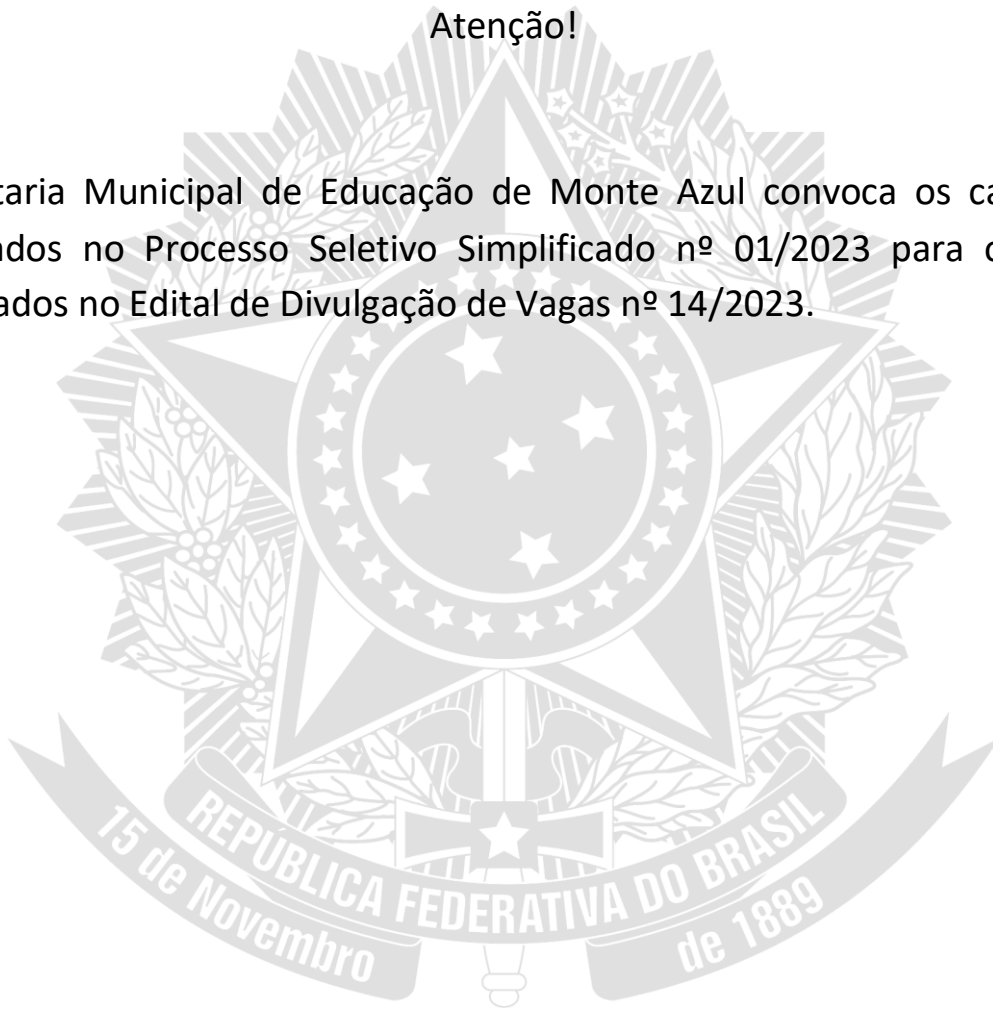 Atenção!
taria Municipal de Educação de Monte Azul convoca os ca
ados no Processo Seletivo Simplificado nº 01/2023 para c
ados no Edital de Divulgação de Vagas nº 14/2023.
REPÚBLICA FEDERATIVA DO BRASIL
15 de Novembro de 1889